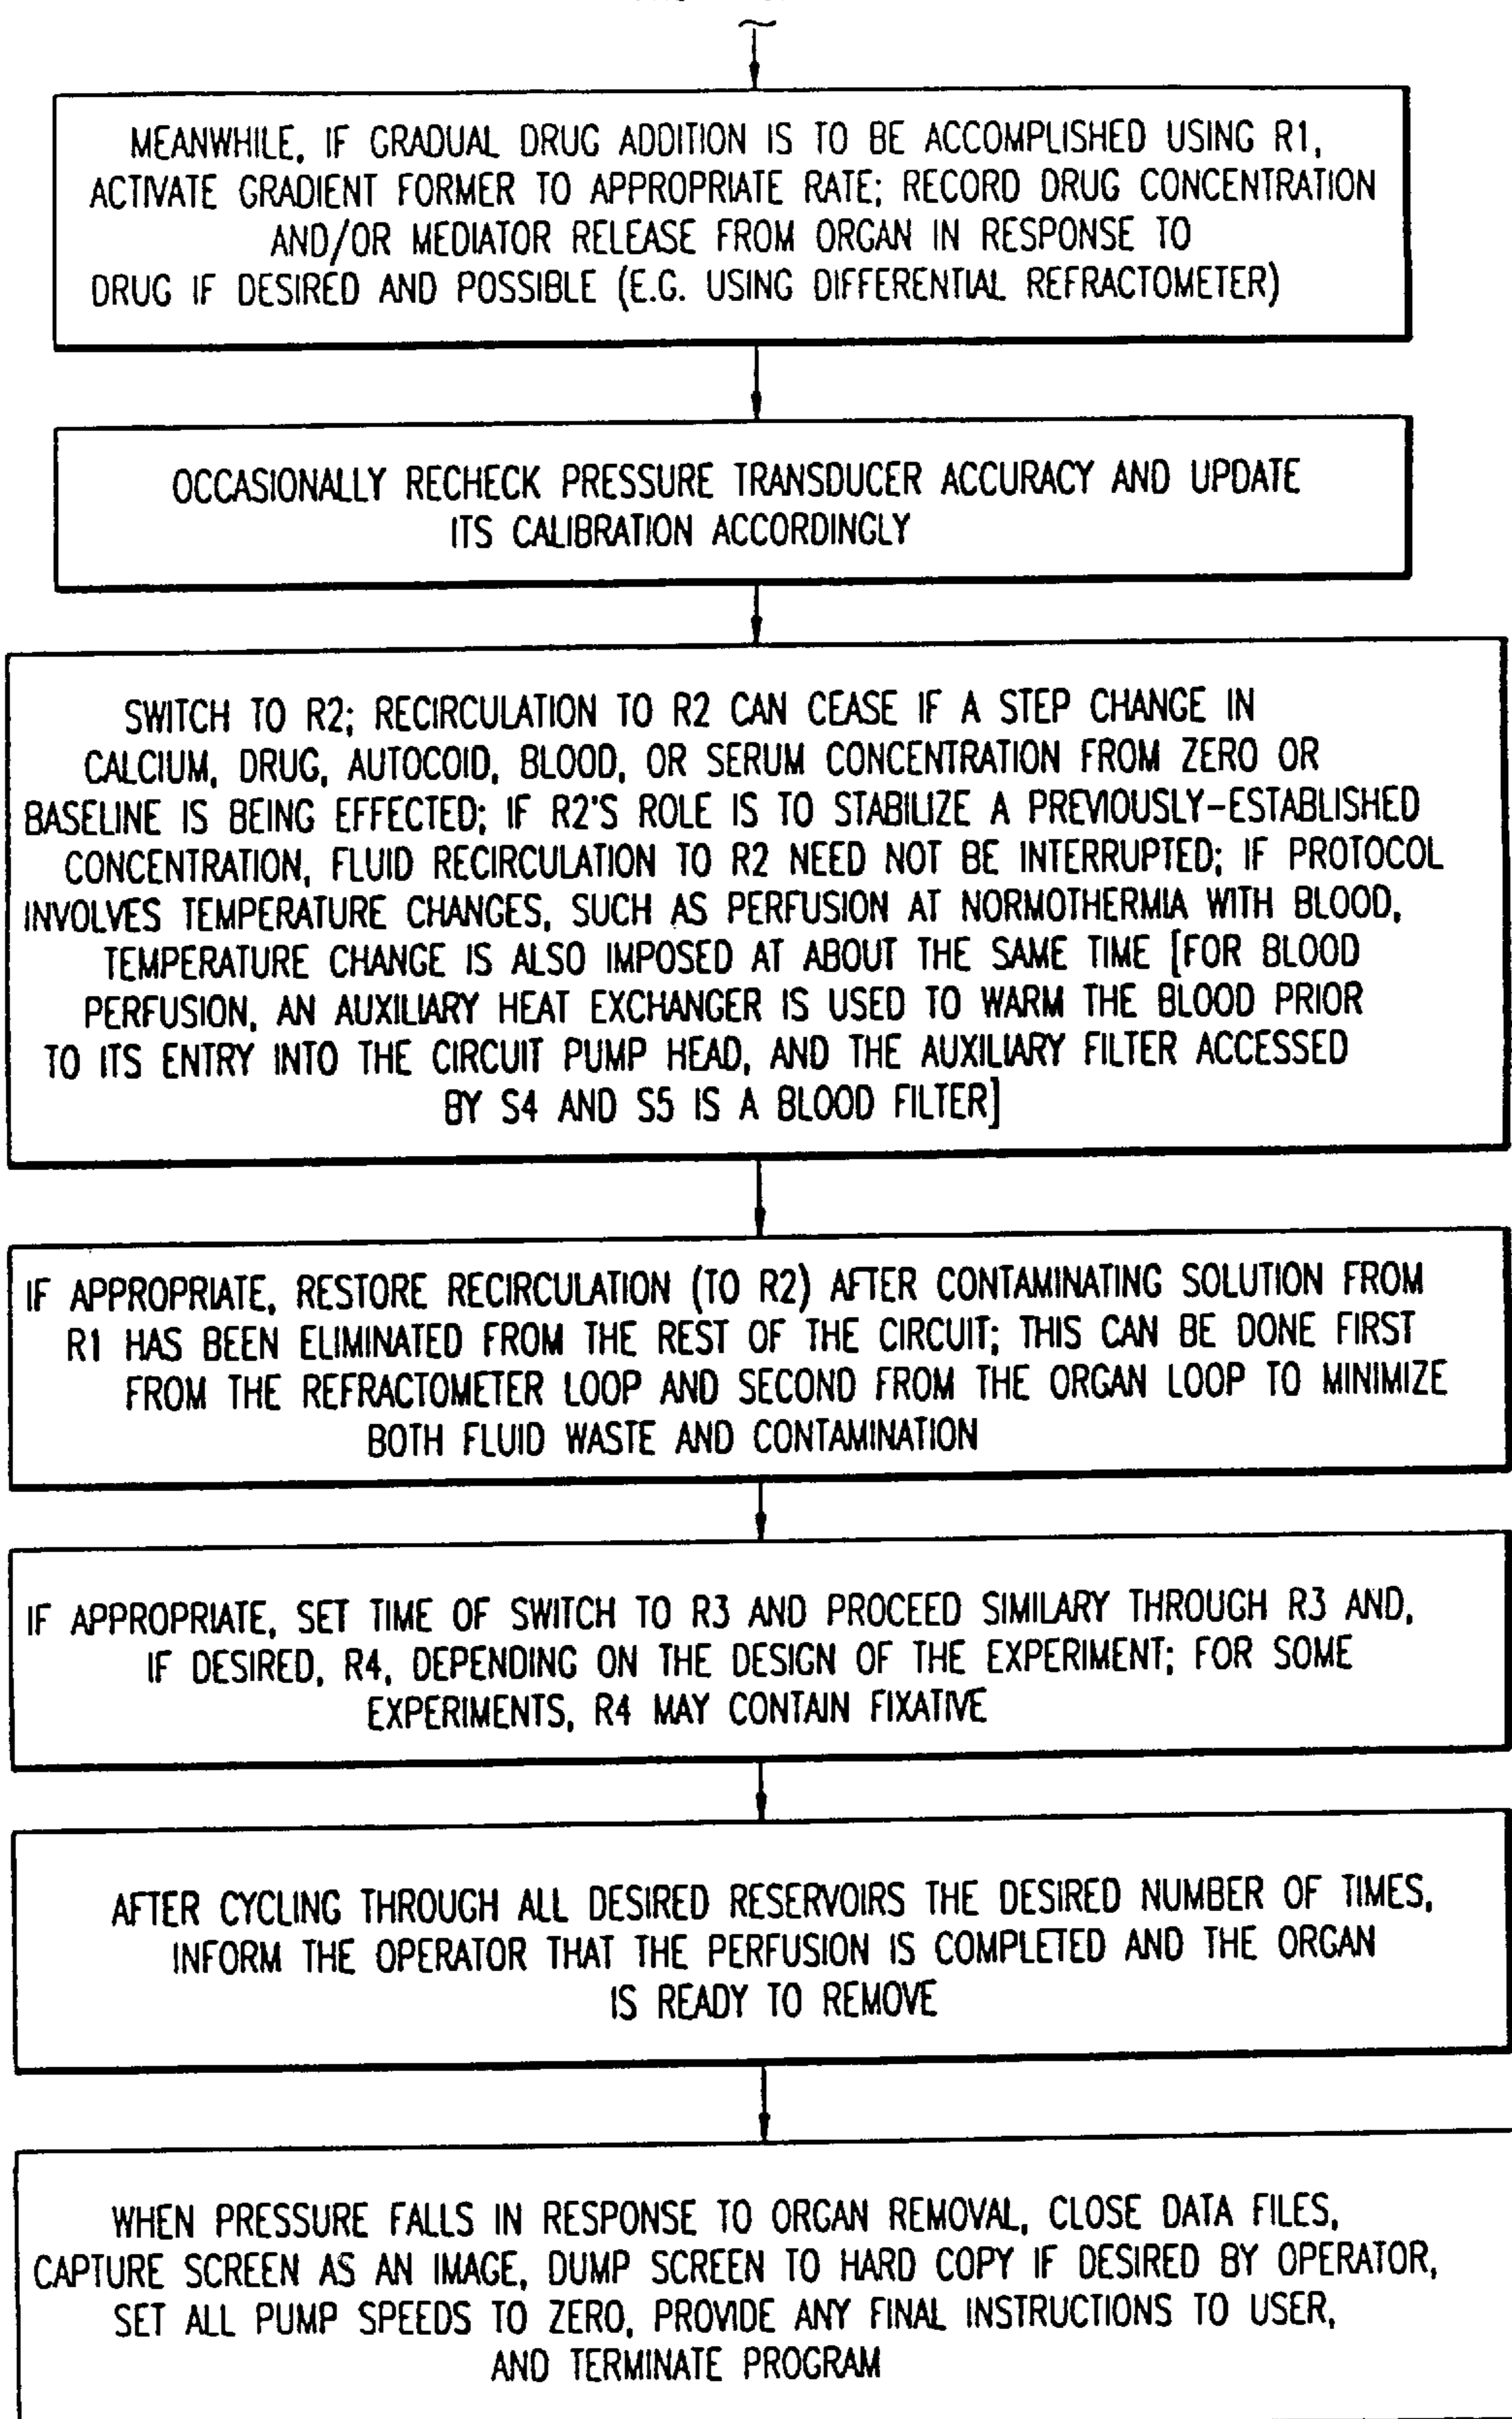 MEANWHILE, IF GRADUAL DRUG ADDITION IS TO BE ACCOMPLISHED USING R1,
ACTIVATE GRADIENT FORMER TO APPROPRIATE RATE; RECORD DRUG CONCENTRATION
AND/OR MEDIATOR RELEASE FROM ORGAN IN RESPONSE TO
DRUG IF DESIRED AND POSSIBLE (E.G. USING DIFFERENTIAL REFRACTOMETER)
OCCASIONALLY RECHECK PRESSURE TRANSDUCER ACCURACY AND UPDATE
ITS CALIBRATION ACCORDINGLY
SWITCH TO R2; RECIRCULATION TO R2 CAN CEASE IF A STEP CHANGE IN
CALCIUM, DRUG, AUTOCOID, BLOOD, OR SERUM CONCENTRATION FROM ZERO OR
BASELINE IS BEING EFFECTED; IF R2'S ROLE IS TO STABILIZE A PREVIOUSLY-ESTABLISHED
CONCENTRATION, FLUID RECIRCULATION TO R2 NEED NOT BE INTERRUPTED; IF PROTOCOL
INVOLVES TEMPERATURE CHANGES, SUCH AS PERFUSION AT NORMOTHERMIA WITH BLOOD,
TEMPERATURE CHANGE IS ALSO IMPOSED AT ABOUT THE SAME TIME [FOR BLOOD
PERFUSION, AN AUXILIARY HEAT EXCHANGER IS USED TO WARM THE BLOOD PRIOR
TO ITS ENTRY INTO THE CIRCUIT PUMP HEAD, AND THE AUXILIARY FILTER ACCESSED
BY S4 AND S5 IS A BLOOD FILTER]
IF APPROPRIATE, RESTORE RECIRCULATION (TO R2) AFTER CONTAMINATING SOLUTION FROM
R1 HAS BEEN ELIMINATED FROM THE REST OF THE CIRCUIT; THIS CAN BE DONE FIRST
FROM THE REFRACTOMETER LOOP AND SECOND FROM THE ORGAN LOOP TO MINIMIZE
BOTH FLUID WASTE AND CONTAMINATION
IF APPROPRIATE, SET TIME OF SWITCH TO R3 AND PROCEED SIMILARY THROUGH R3 AND,
IF DESIRED, R4, DEPENDING ON THE DESIGN OF THE EXPERIMENT; FOR SOME
EXPERIMENTS, R4 MAY CONTAIN FIXATIVE
AFTER CYCLING THROUGH ALL DESIRED RESERVOIRS THE DESIRED NUMBER OF TIMES,
INFORM THE OPERATOR THAT THE PERFUSION IS COMPLETED AND THE ORGAN
IS READY TO REMOVE
WHEN PRESSURE FALLS IN RESPONSE TO ORGAN REMOVAL, CLOSE DATA FILES,
CAPTURE SCREEN AS AN IMAGE, DUMP SCREEN TO HARD COPY IF DESIRED BY OPERATOR,
SET ALL PUMP SPEEDS TO ZERO, PROVIDE ANY FINAL INSTRUCTIONS TO USER,
AND TERMINATE PROGRAM